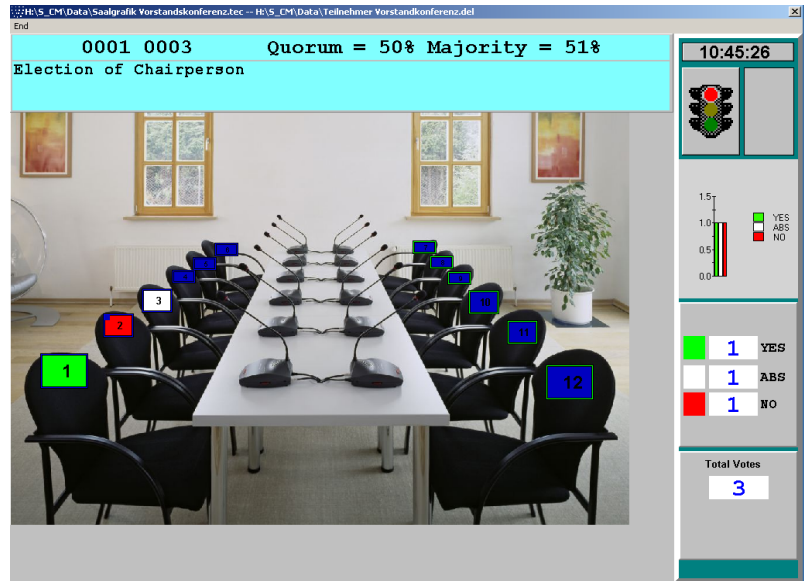 H:\S_CM\Data\Saalgrafik Vorstandskonferenz.tec -- H:\S_CM\Data\Teilnehmer Vorstandkonferenz.del
End
0001 0003 Quorum = 50% Majority = 51%
Election of Chairperson
10:45:26
1.5
1.0
0.5
0.0
YES
ABS
NO
3
2
1
10
11
12
1 YES
1 ABS
1 NO
Total Votes
3